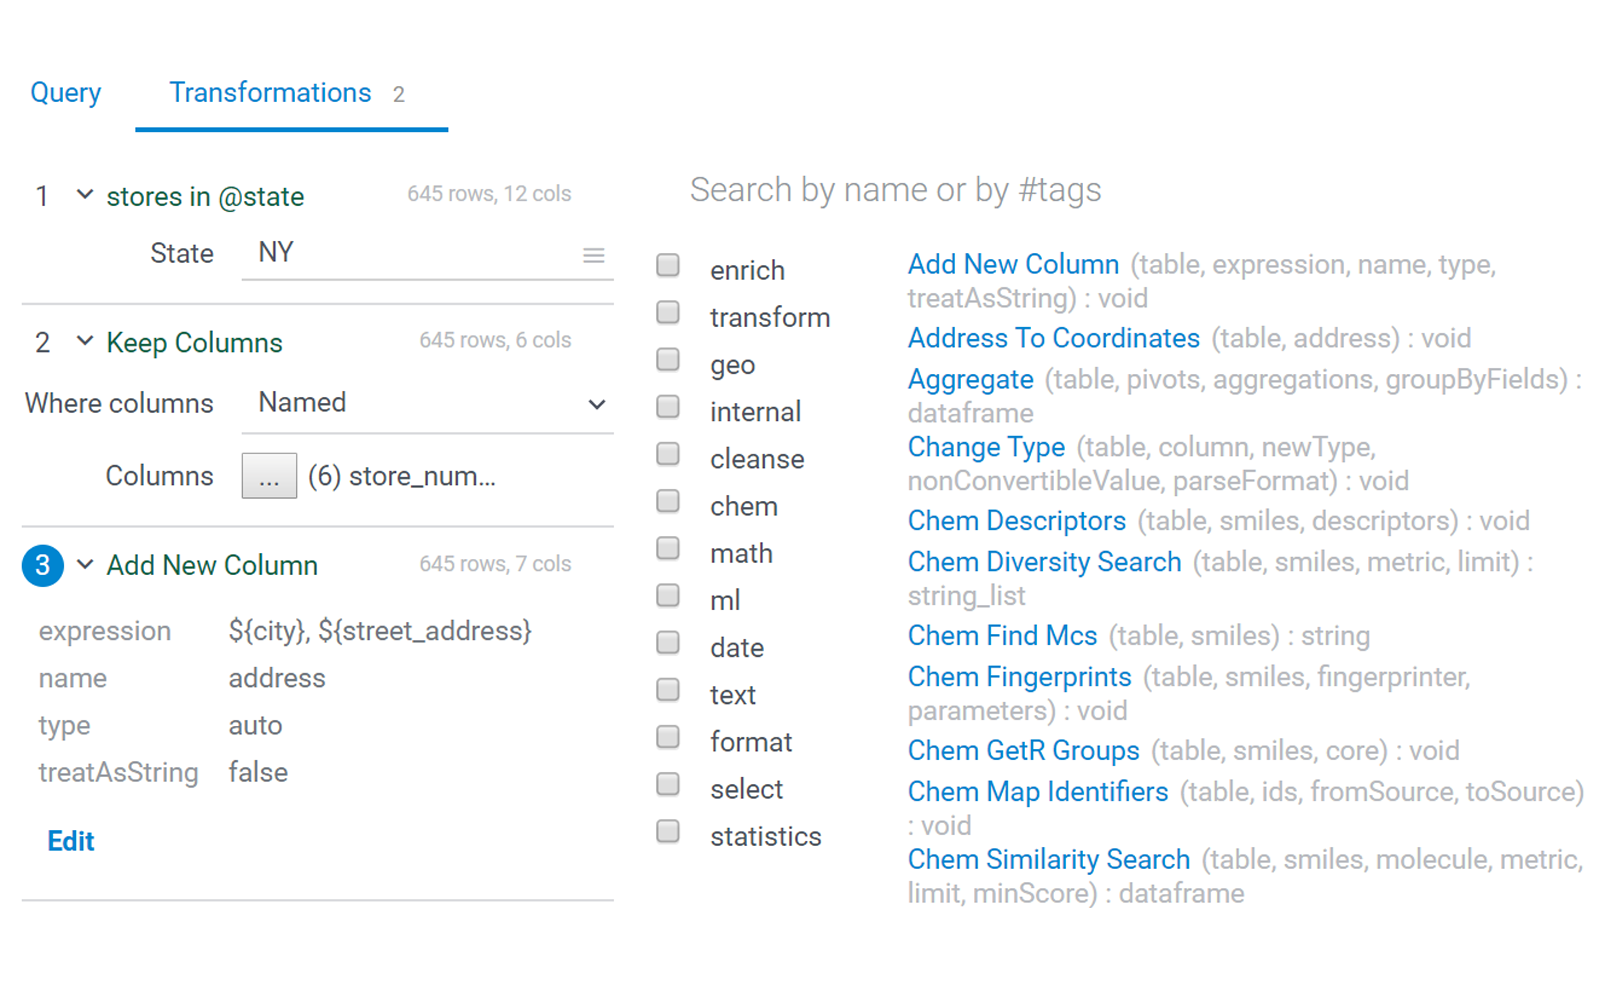 Query Transformations 2
1 stores in @state 645 rows, 12 cols
State NY
2 Keep Columns 645 rows, 6 cols
Where columns Named
Columns ... (6) store_num...
3 Add New Column 645 rows, 7 cols
expression ${city}, ${street_address}
name address
type auto
treatAsString false
Edit
Search by name or by #tags
enrich
transform
geo
internal
cleanse
chem
math
ml
date
text
format
select
statistics
Add New Column (table, expression, name, type,
treatAsString) : void
Address To Coordinates (table, address) : void
Aggregate (table, pivots, aggregations, groupByFields) :
dataframe
Change Type (table, column, newType,
nonConvertibleValue, parseFormat) : void
Chem Descriptors (table, smiles, descriptors) : void
Chem Diversity Search (table, smiles, metric, limit) :
string_list
Chem Find Mcs (table, smiles) : string
Chem Fingerprints (table, smiles, fingerprinter,
parameters) : void
Chem GetR Groups (table, smiles, core) : void
Chem Map Identifiers (table, ids, fromSource, toSource)
: void
Chem Similarity Search (table, smiles, molecule, metric,
limit, minScore) : dataframe